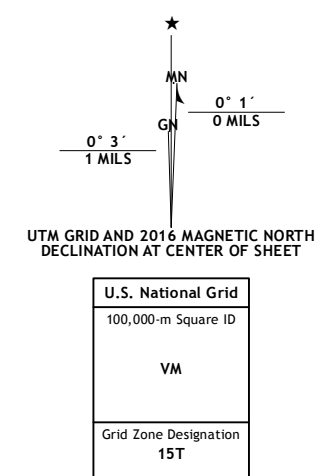 ★
MN
0° 1´
0 MILS
GN
0° 3´
1 MILS
UTM GRID AND 2016 MAGNETIC NORTH
DECLINATION AT CENTER OF SHEET
U.S. National Grid
100,000-m Square ID
VM
Grid Zone Designation
15T